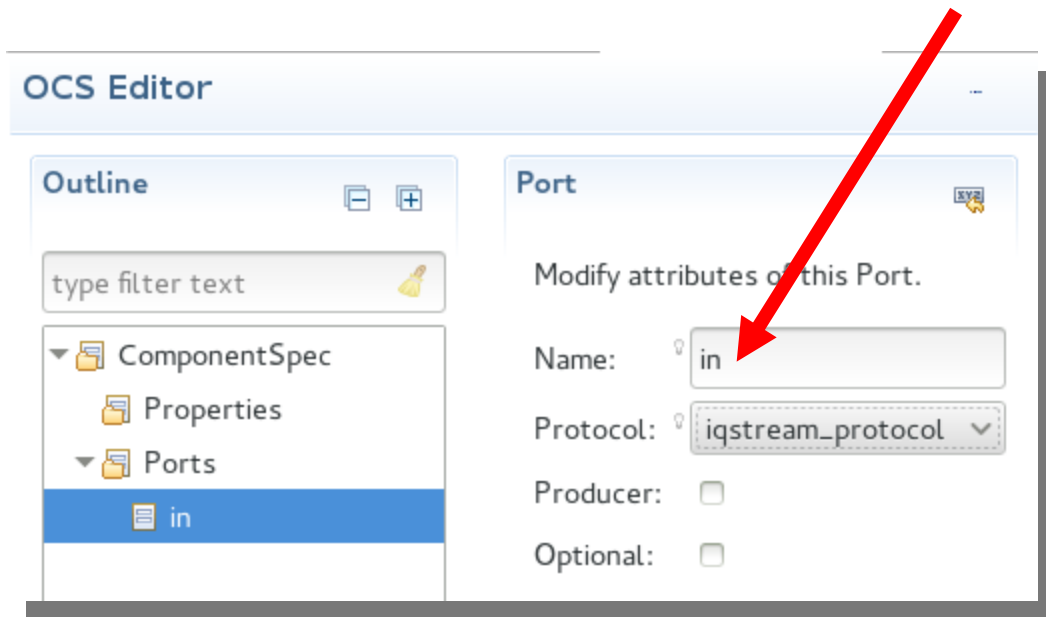 OCS Editor
Outline
type filter text
ComponentSpec
Properties
Ports
in
Port
XYZ
Modify attributes of this Port.
Name: in
Protocol: iqstream_protocol
Producer:
Optional: